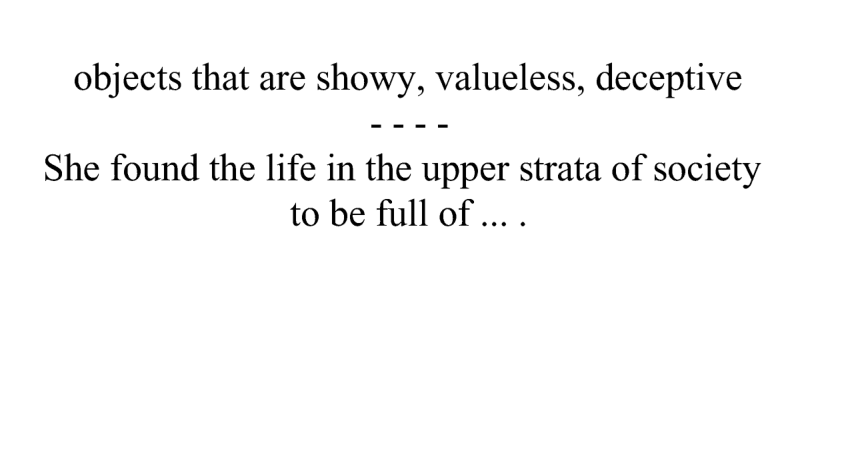 objects that are showy, valueless, deceptive
- - - -
She found the life in the upper strata of society
to be full of ... .